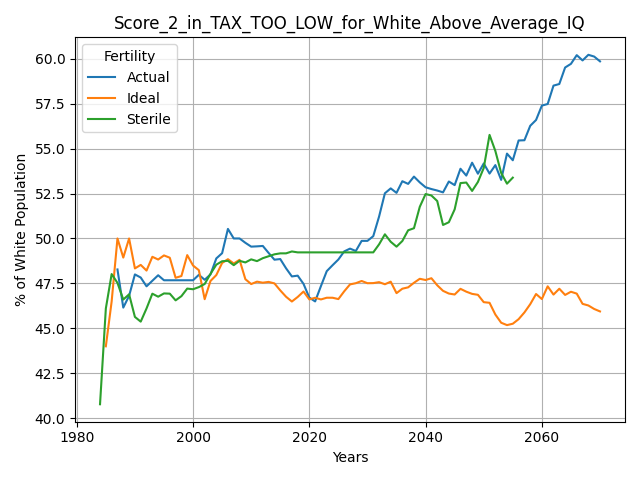 Score_2_in_TAX_TOO_LOW_for_White_Above_Average_IQ
Fertility
Actual
Ideal
Sterile
% of White Population
60.0
57.5
55.0
52.5
50.0
47.5
45.0
42.5
40.0
1980
2000
2020
2040
2060
Years